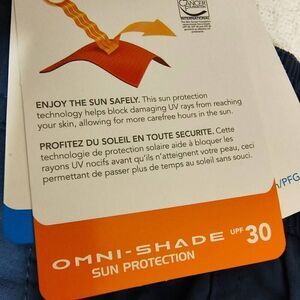 CANCER
INTERNATIONAL
ENJOY THE SUN SAFELY. This sun protection
technology helps block damaging UV rays from reaching
your skin, allowing for more carefree hours in the sun.
PROFITEZ DU SOLEIL EN TOUTE SECURITE. Cette
technologie de protection solaire aide à bloquer les
rayons UV nocifs avant qu'ils n'atteignent votre peau, ceci
permettant de passer plus de temps au soleil sans souci.
/PFG
OMNI-SHADE UPF 30
SUN PROTECTION